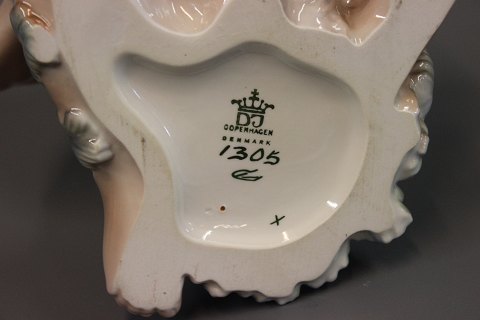 DJ
COPENHAGEN
DENMARK
1305
X